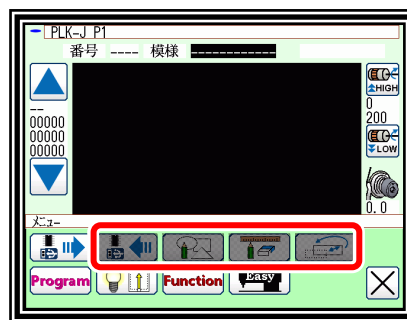 PLK-J P1
番号 ---- 模様 ------------
HIGH
0
200
LOW
--
00000
00000
00000
0.0
メニュー
Program
Function
Easy